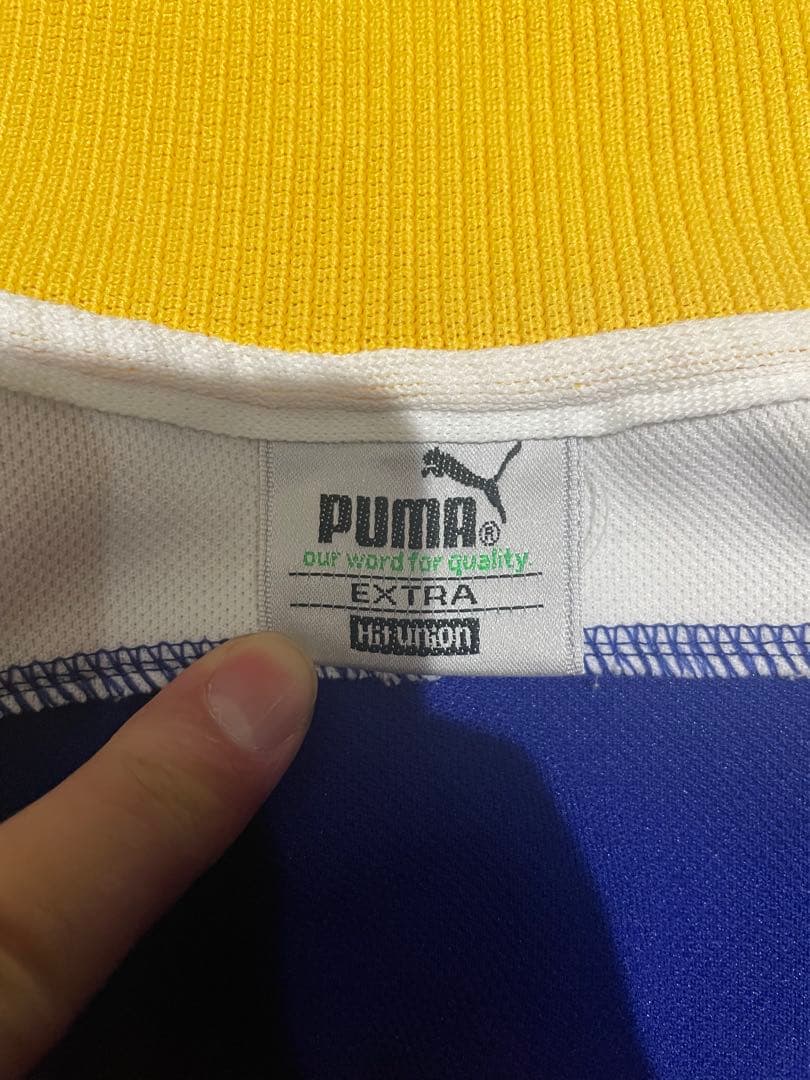 PUMA®
our word for quality.
EXTRA
Hit union